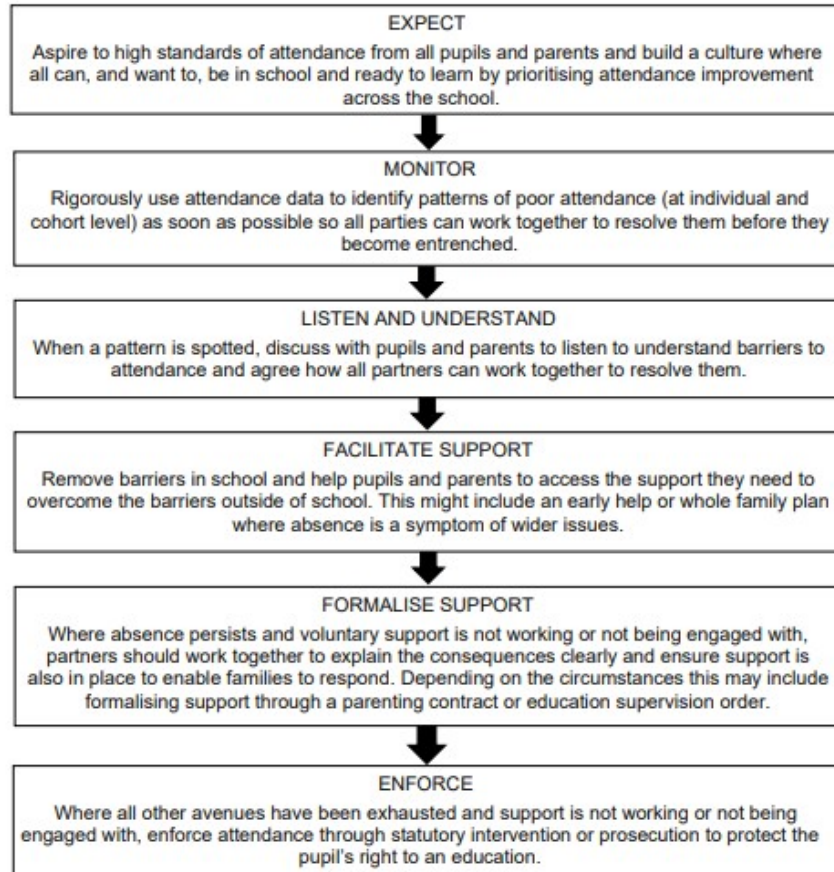 EXPECT
Aspire to high standards of attendance from all pupils and parents and build a culture where
all can, and want to, be in school and ready to learn by prioritising attendance improvement
across the school.
MONITOR
Rigorously use attendance data to identify patterns of poor attendance (at individual and
cohort level) as soon as possible so all parties can work together to resolve them before they
become entrenched.
LISTEN AND UNDERSTAND
When a pattern is spotted, discuss with pupils and parents to listen to understand barriers to
attendance and agree how all partners can work together to resolve them.
FACILITATE SUPPORT
Remove barriers in school and help pupils and parents to access the support they need to
overcome the barriers outside of school. This might include an early help or whole family plan
where absence is a symptom of wider issues.
FORMALISE SUPPORT
Where absence persists and voluntary support is not working or not being engaged with,
partners should work together to explain the consequences clearly and ensure support is
also in place to enable families to respond. Depending on the circumstances this may include
formalising support through a parenting contract or education supervision order.
ENFORCE
Where all other avenues have been exhausted and support is not working or not being
engaged with, enforce attendance through statutory intervention or prosecution to protect the
pupil's right to an education.